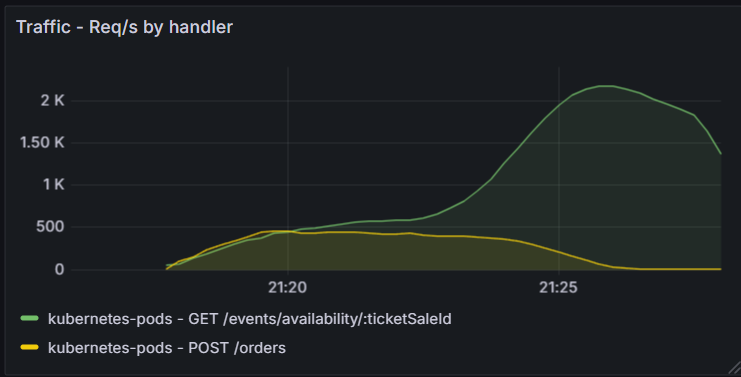 Traffic - Req/s by handler
2 K
1.50 K
1 K
500
0
21:20 21:25
kubernetes-pods - GET /events/availability/:ticketSaleId
kubernetes-pods - POST /orders